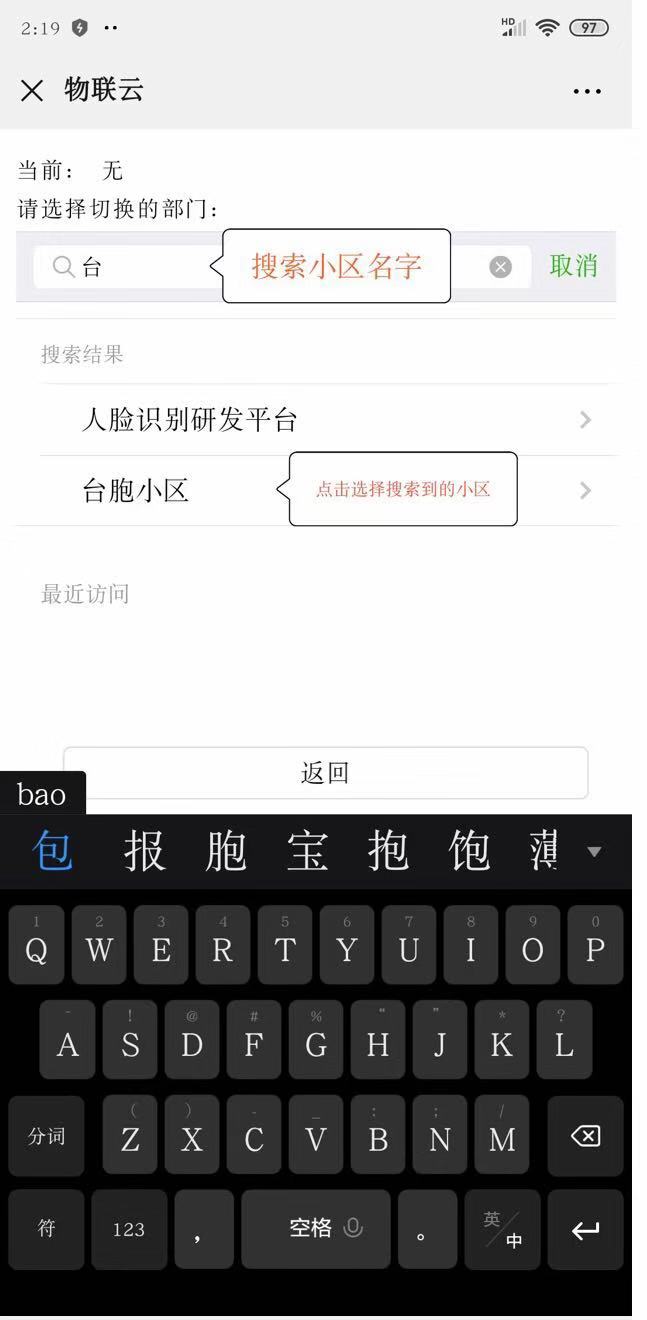 2:19 HD 97
物联云
当前： 无
请选择切换的部门：
台 搜索小区名字 取消
搜索结果
人脸识别研发平台
台胞小区 点击选择搜索到的小区
最近访问
返回
bao
包 报 胞 宝 抱 饱 薄
1 2 3 4 5 6 7 8 9 0
Q W E R T Y U I O P
- ! @ # % “ ” * ?
A S D F G H J K L
( ) - _ : ; /
分词 Z X C V B N M
符 123 ， 空格 。 英/中